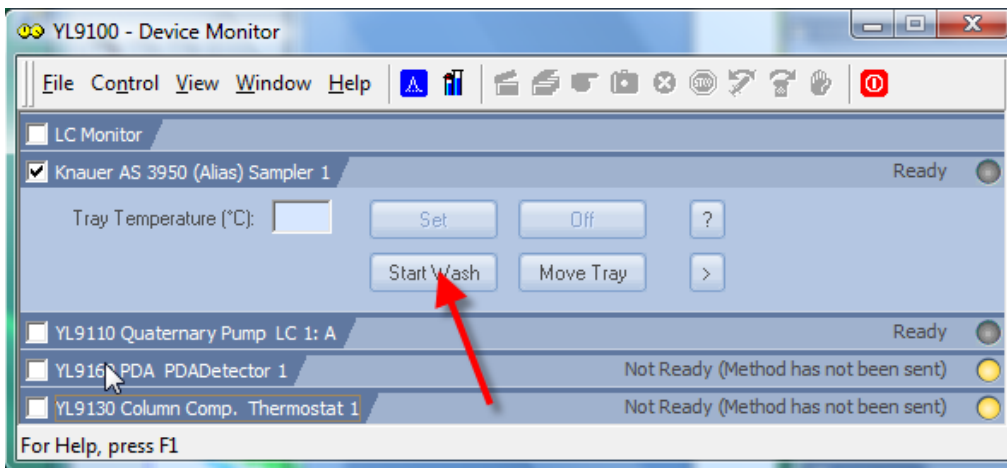 YL9100 - Device Monitor
File Control View Window Help
LC Monitor
Knauer AS 3950 (Alias) Sampler 1 Ready
Tray Temperature (°C): Set Off ?
Start Wash Move Tray >
YL9110 Quaternary Pump LC 1: A Ready
PDA PDADetector 1 Not Ready (Method has not been sent)
YL9130 Column Comp. Thermostat 1 Not Ready (Method has not been sent)
For Help, press F1